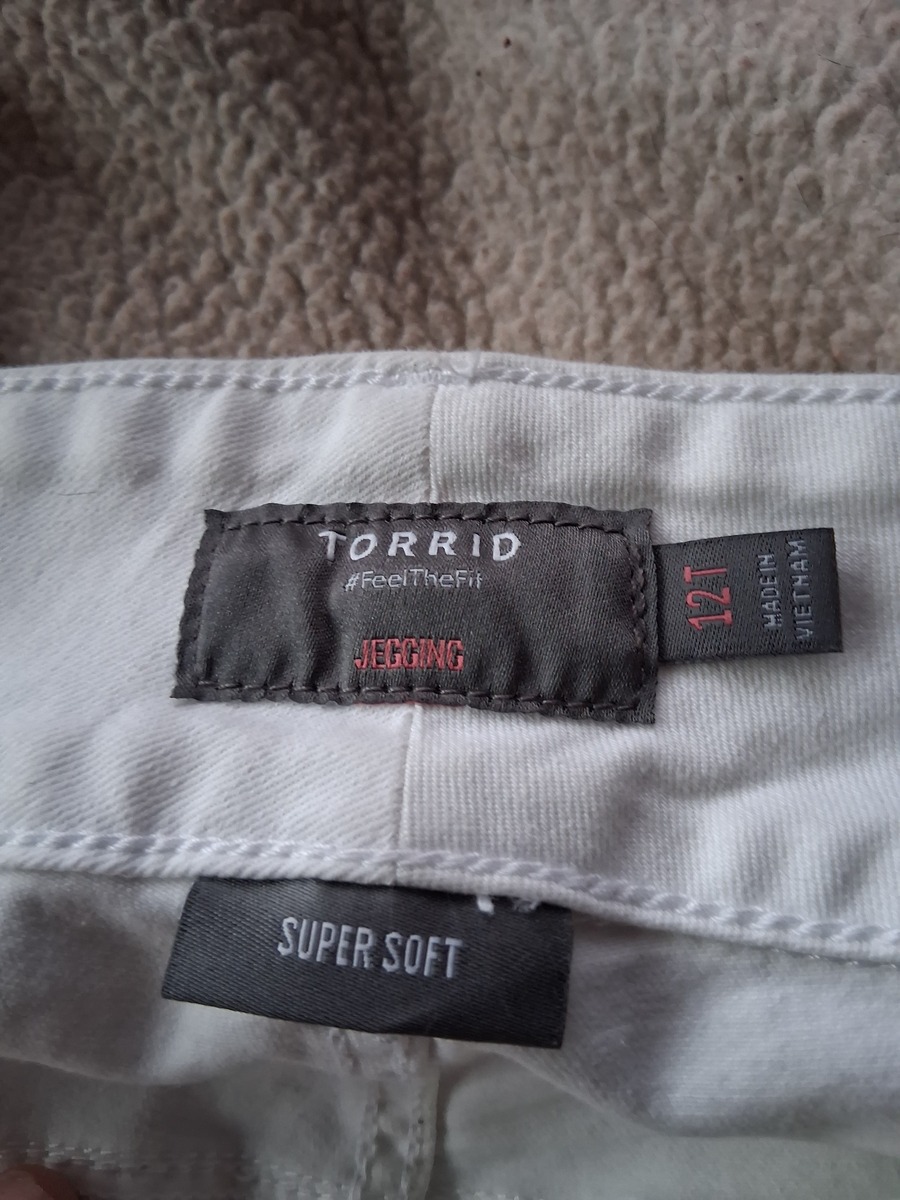 TORRID
#FeelTheFit
JEGGING
12T
MADE IN
VIETNAM
SUPER SOFT